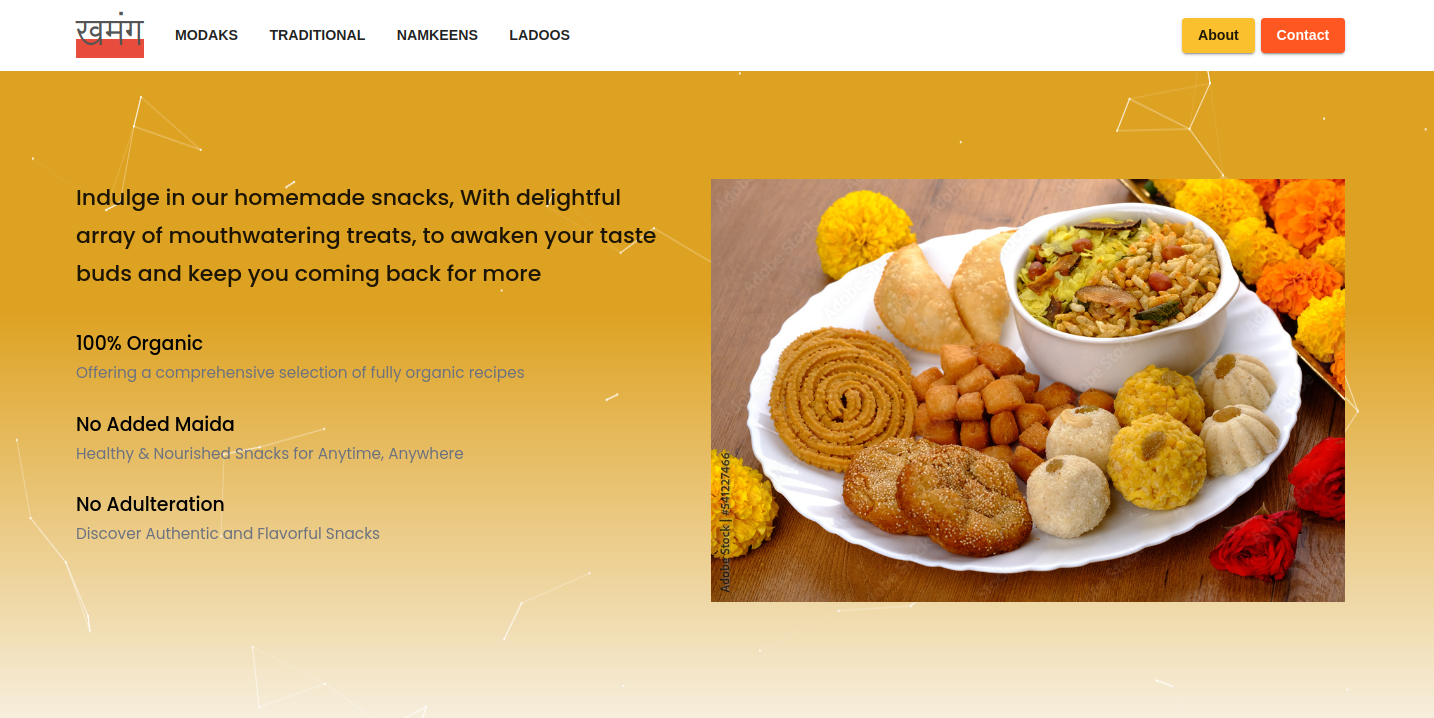 खमंग
MODAKS
TRADITIONAL
NAMKEENS
LADOOS
About
Contact
Indulge in our homemade snacks, With delightful
array of mouthwatering treats, to awaken your taste
buds and keep you coming back for more
100% Organic
Offering a comprehensive selection of fully organic recipes
No Added Maida
Healthy & Nourished Snacks for Anytime, Anywhere
No Adulteration
Discover Authentic and Flavorful Snacks
Adobe Stock | #541227466